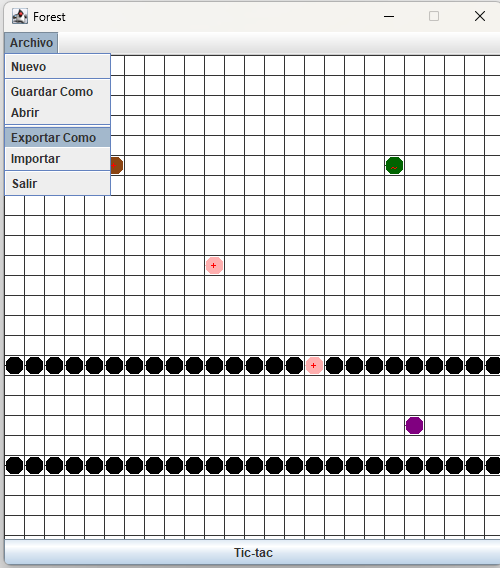 Forest
Archivo
Nuevo
Guardar Como
Abrir
Exportar Como
Importar
Salir
+
+
Tic-tac